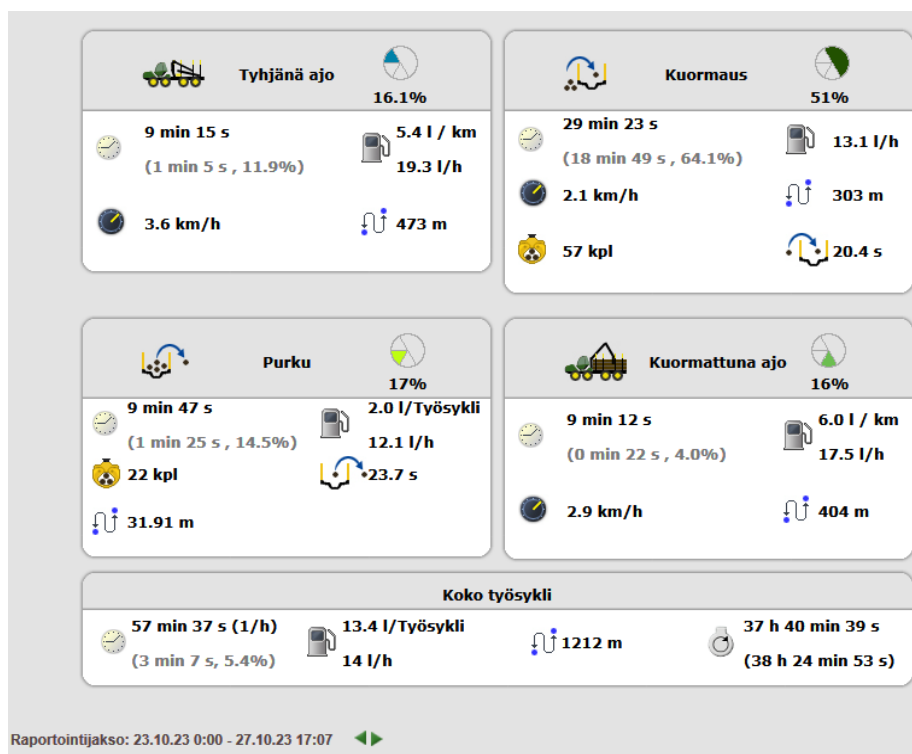 Tyhjänä ajo
16.1%
9 min 15 s
5.4 l / km
(1 min 5 s , 11.9%)
19.3 l/h
3.6 km/h
473 m
Kuormaus
51%
29 min 23 s
13.1 l/h
(18 min 49 s , 64.1%)
2.1 km/h
303 m
57 kpl
20.4 s
Purku
17%
9 min 47 s
2.0 l/Työsykli
(1 min 25 s , 14.5%)
12.1 l/h
22 kpl
23.7 s
31.91 m
Kuormattuna ajo
16%
9 min 12 s
6.0 l / km
(0 min 22 s , 4.0%)
17.5 l/h
2.9 km/h
404 m
Koko työsykli
57 min 37 s (1/h)
13.4 l/Työsykli
1212 m
37 h 40 min 39 s
(3 min 7 s, 5.4%)
14 l/h
(38 h 24 min 53 s)
Raportointijakso: 23.10.23 0:00 - 27.10.23 17:07